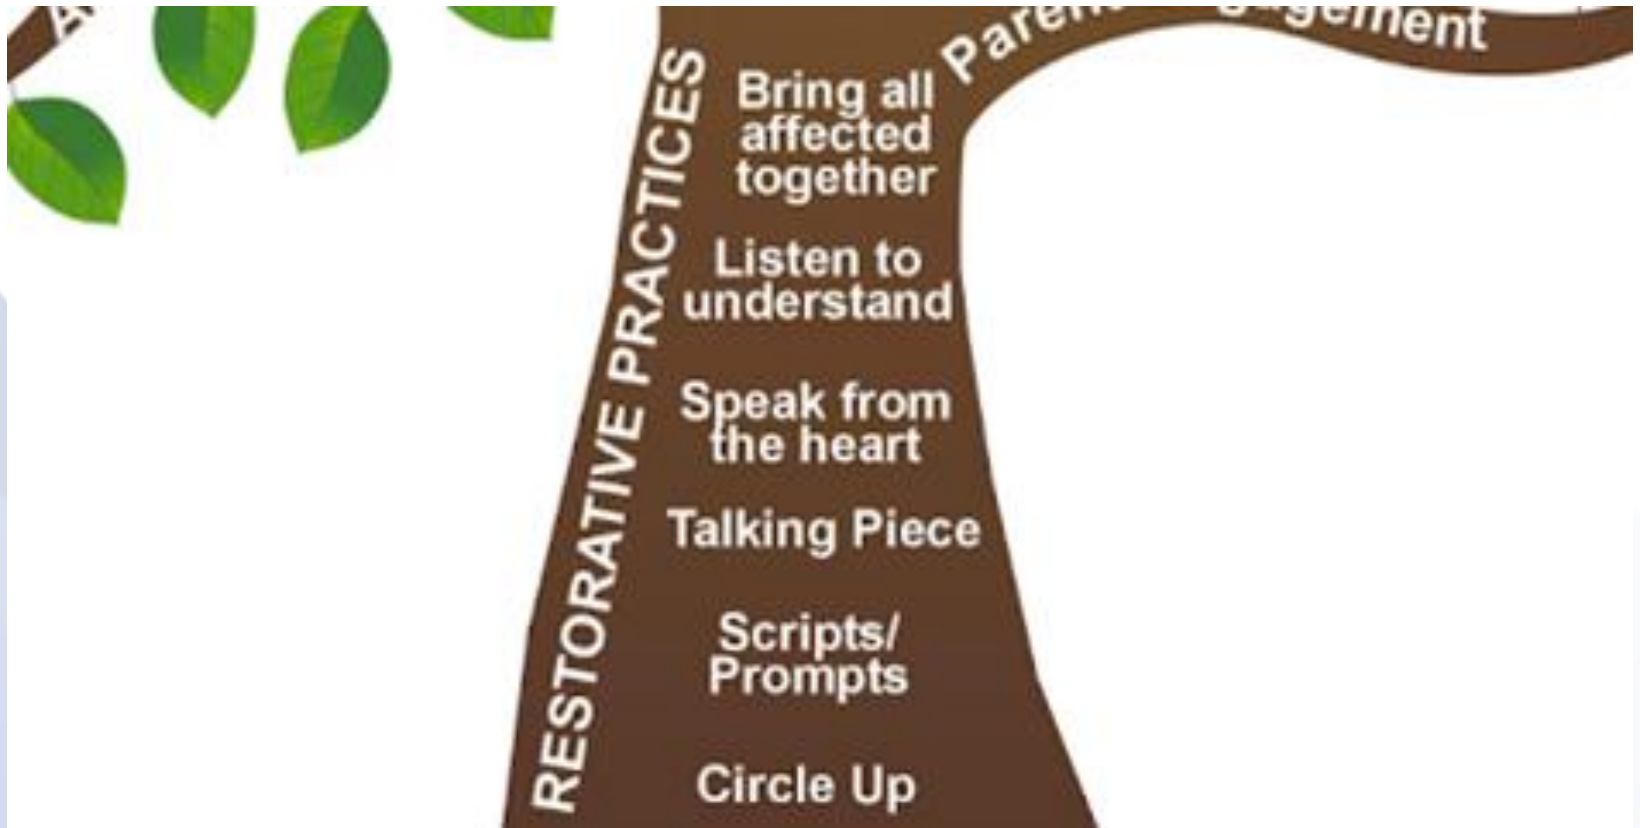 RESTORATIVE PRACTICES
Bring all
affected
together
Listen to
understand
Speak from
the heart
Talking Piece
Scripts/
Prompts
Circle Up